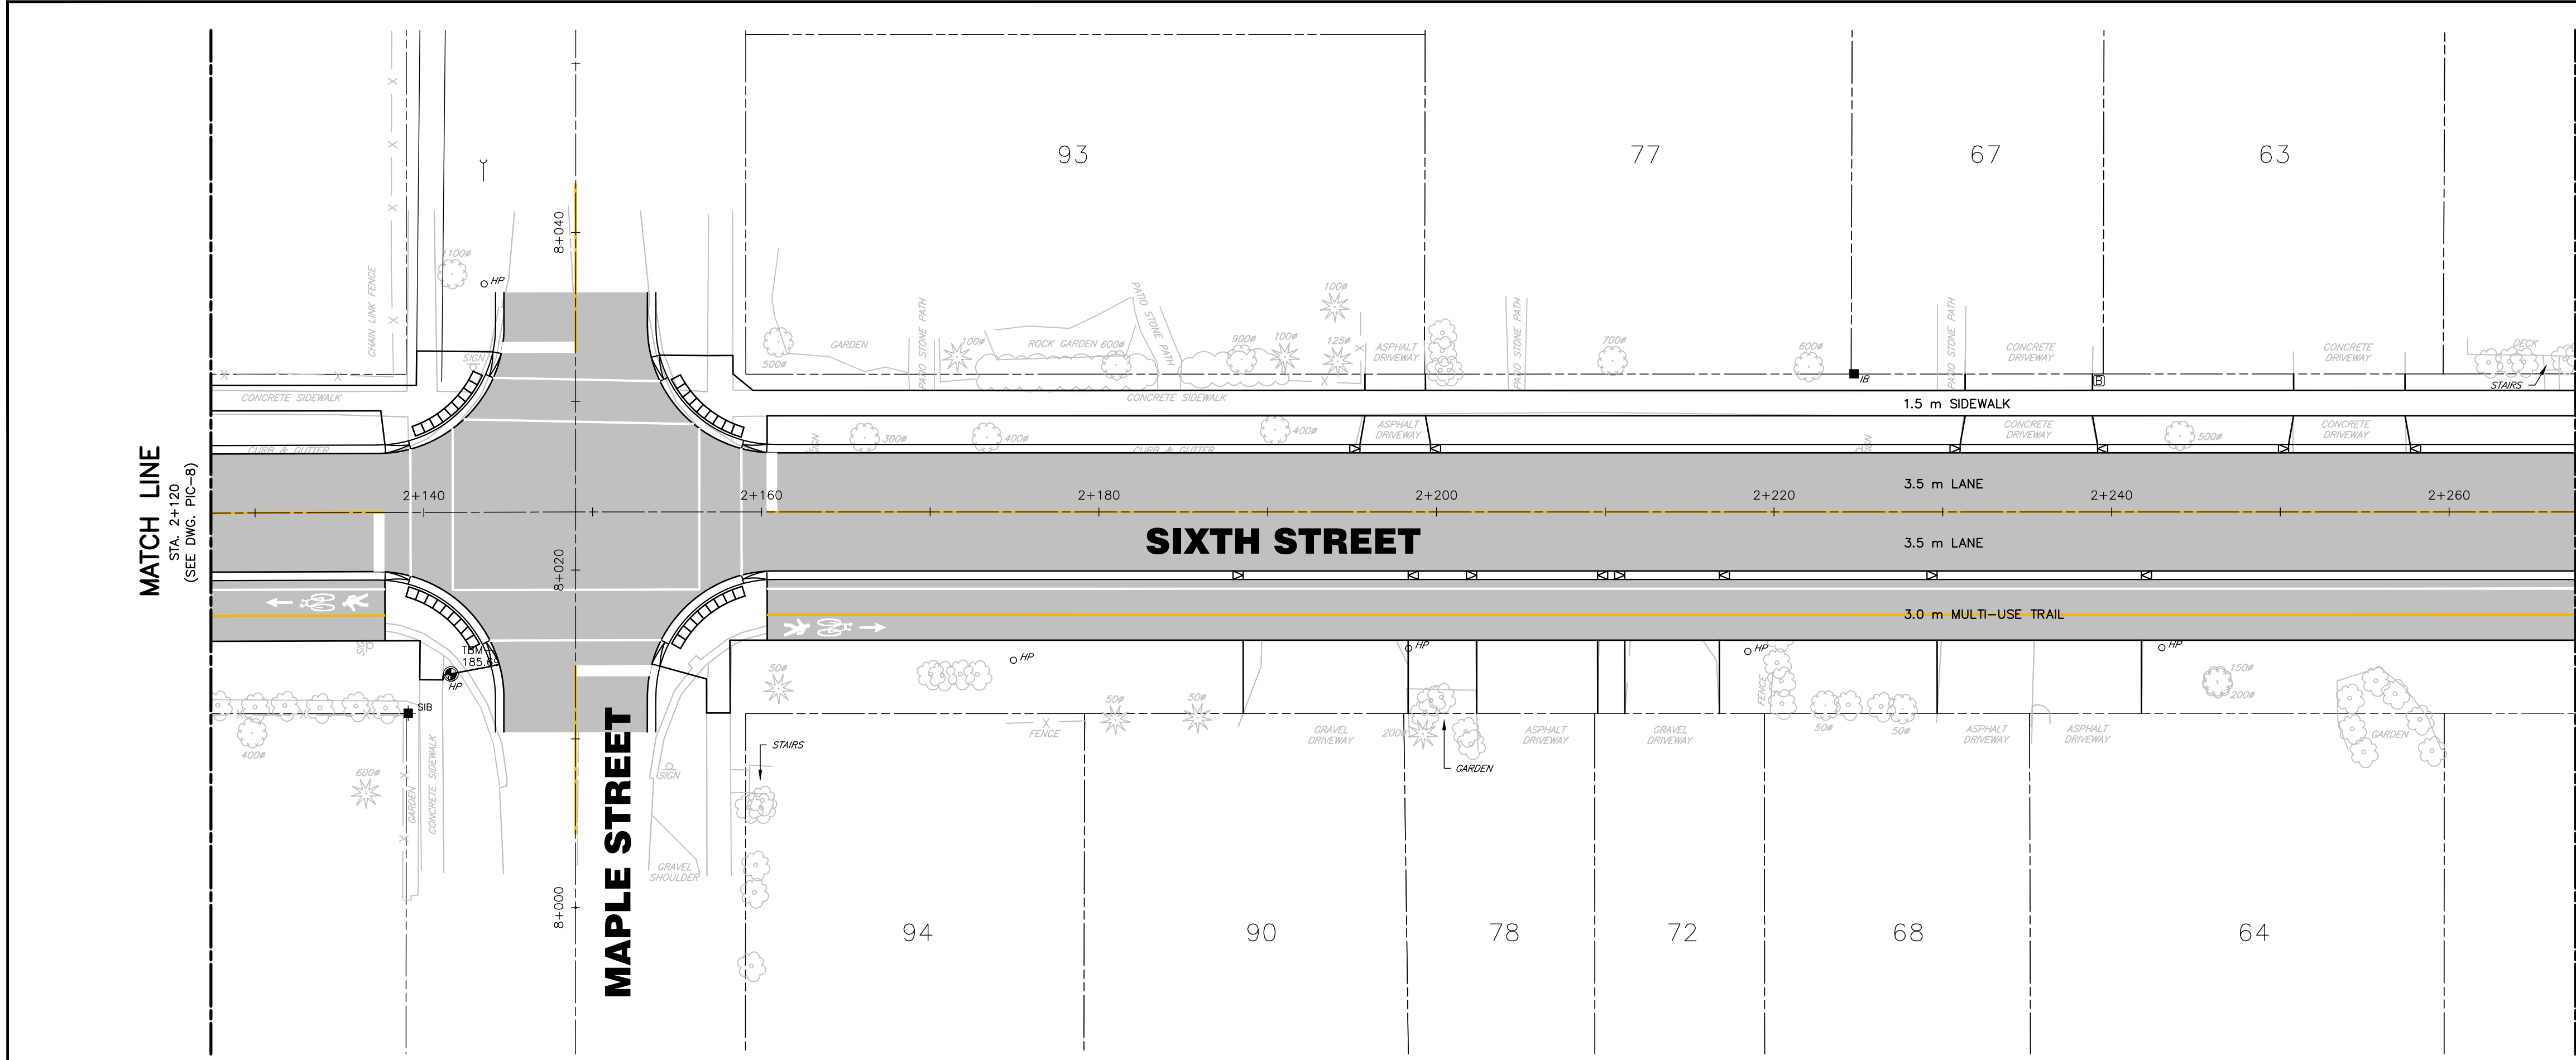 93
77
67
63
8+040
1100ø
HP
CHAIN LINK FENCE
SIGN
500ø
GARDEN
PATIO STONE PATH
100ø
ROCK GARDEN
600ø
PATIO STONE PATH
900ø
100ø
100ø
125ø
ASPHALT
DRIVEWAY
PATIO STONE PATH
700ø
600ø
IB
PATIO STONE PATH
CONCRETE
DRIVEWAY
B
CONCRETE
DRIVEWAY
DECK
STAIRS
CONCRETE SIDEWALK
CONCRETE SIDEWALK
1.5 m SIDEWALK
CURB & GUTTER
SIGN
300ø
400ø
CURB & GUTTER
400ø
ASPHALT
DRIVEWAY
SIGN
CONCRETE
DRIVEWAY
500ø
CONCRETE
DRIVEWAY
MATCH LINE
STA. 2+120
(SEE DWG. PIC-8)
3.5 m LANE
2+140
2+160
2+180
2+200
2+220
2+240
2+260
SIXTH STREET
3.5 m LANE
8+020
3.0 m MULTI-USE TRAIL
SIGN
TBM
185.69
HP
SIB
HP
HP
HP
HP
50ø
50ø
50ø
FENCE
FENCE
GRAVEL
DRIVEWAY
200ø
ASPHALT
DRIVEWAY
GRAVEL
DRIVEWAY
50ø
50ø
ASPHALT
DRIVEWAY
ASPHALT
DRIVEWAY
150ø
200ø
GARDEN
400ø
600ø
GARDEN
CONCRETE SIDEWALK
STAIRS
GARDEN
SIGN
MAPLE STREET
GRAVEL
SHOULDER
8+000
94
90
78
72
68
64